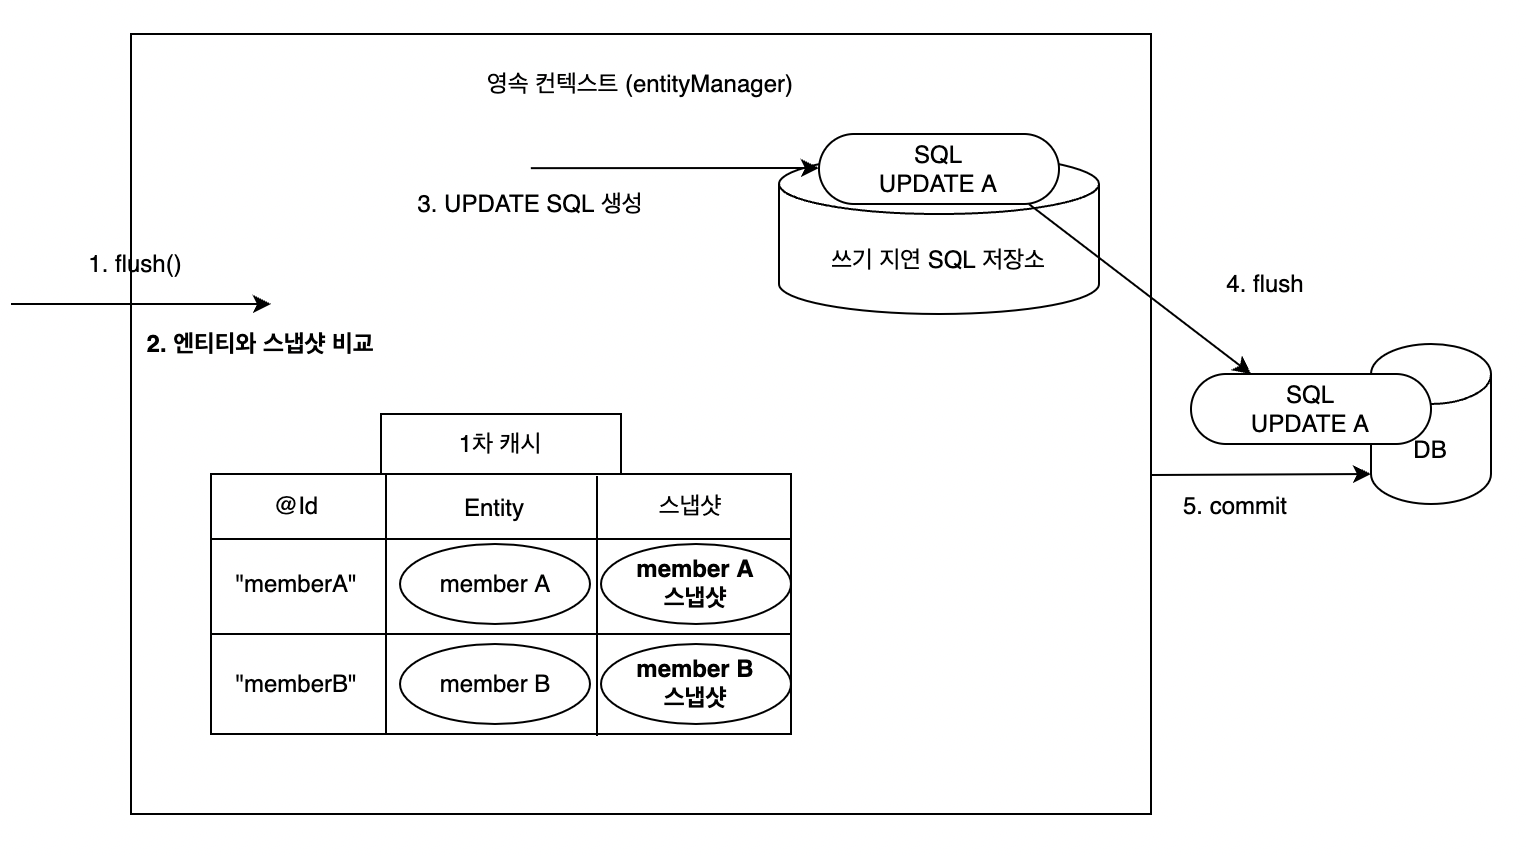 영속 컨텍스트 (entityManager)
SQL
UPDATE A
3. UPDATE SQL 생성
쓰기 지연 SQL 저장소
1. flush()
2. 엔티티와 스냅샷 비교
4. flush
SQL
UPDATE A
DB
5. commit
1차 캐시
@Id
Entity
스냅샷
"memberA"
member A
member A
스냅샷
"memberB"
member B
member B
스냅샷